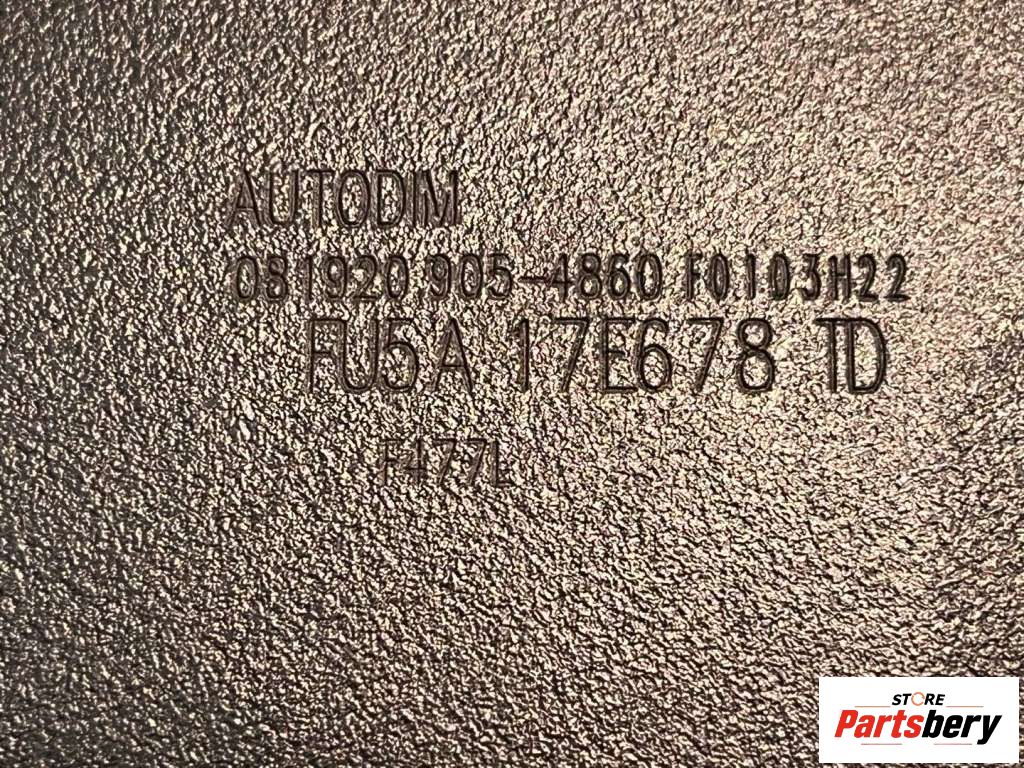 AUTODIM
081920 905-4860 F0103H22
FU5A 17E678 TD
F477L
STORE
Partsbery